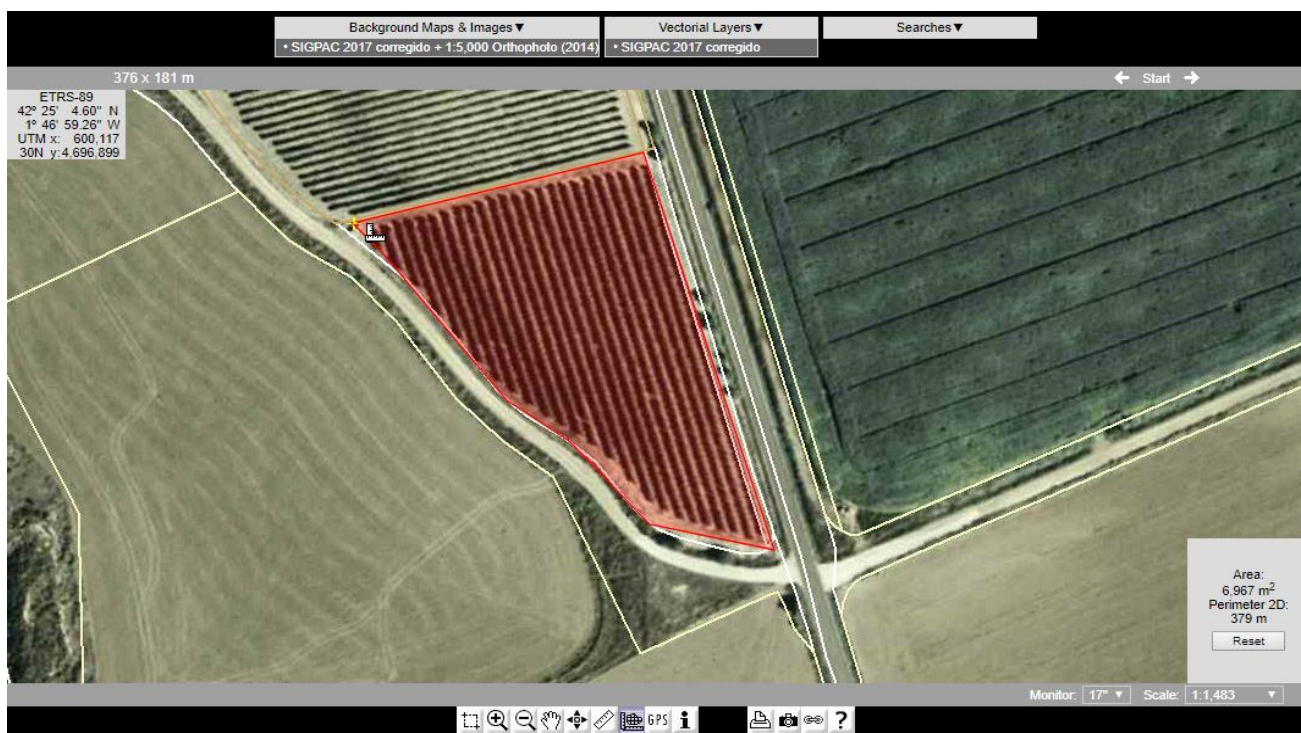 Background Maps & Images▼ Vectorial Layers▼ Searches▼
• SIGPAC 2017 corregido + 1:5,000 Orthophoto (2014) • SIGPAC 2017 corregido
376 x 181 m Start
ETRS-89
42º 25' 4.60" N
1º 46' 59.26" W
UTM x: 600,117
30N y:4,696,899
Area:
6,967 m²
Perimeter 2D:
379 m
Reset
Monitor: 17" ▼ Scale: 1:1,483 ▼
GPS i ?